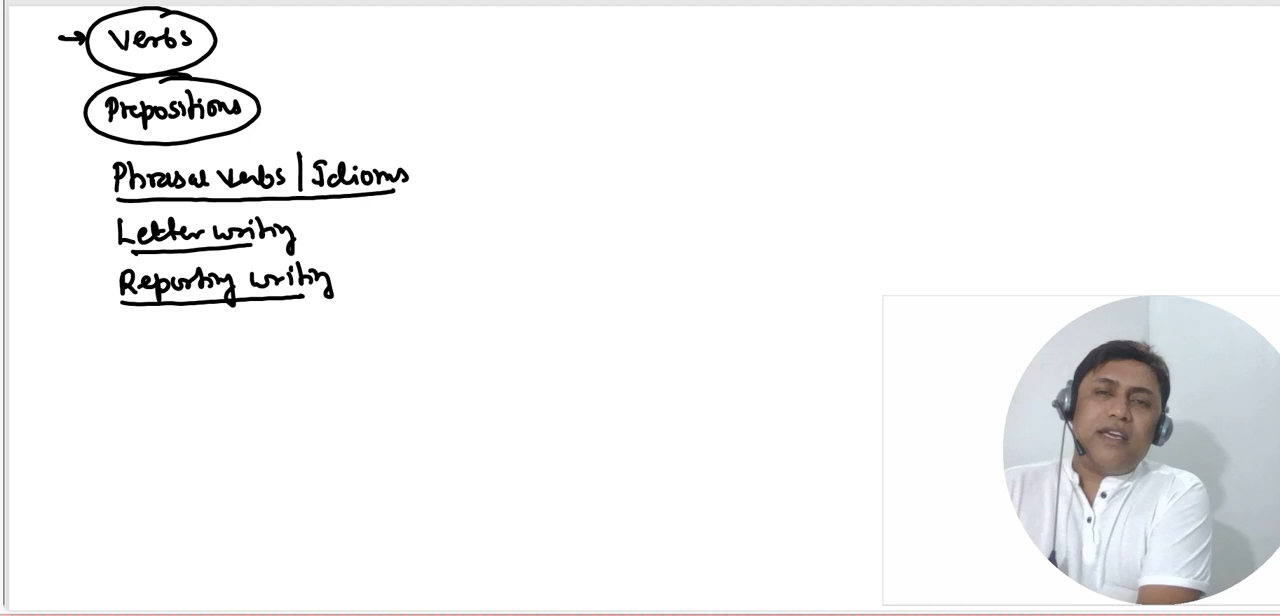 → Verbs
Prepositions
Phrasal verbs | Idioms
Letter writing
Reporting writing